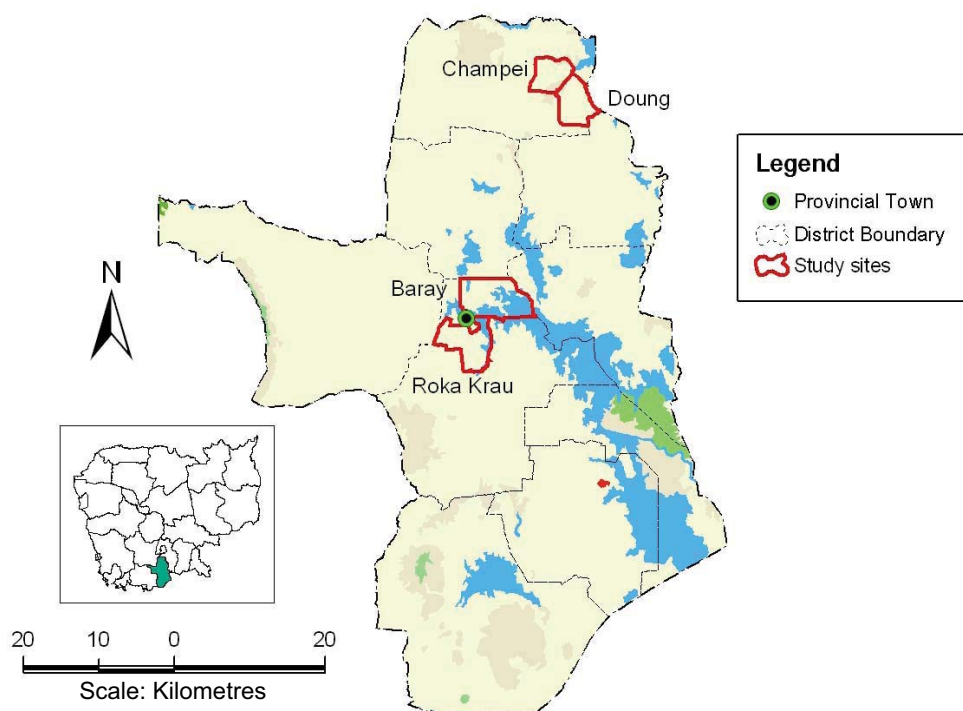 Champei
Doung
Legend
Provincial Town
District Boundary
Study sites
N
Baray
Roka Krau
20 10 0 20
Scale: Kilometres